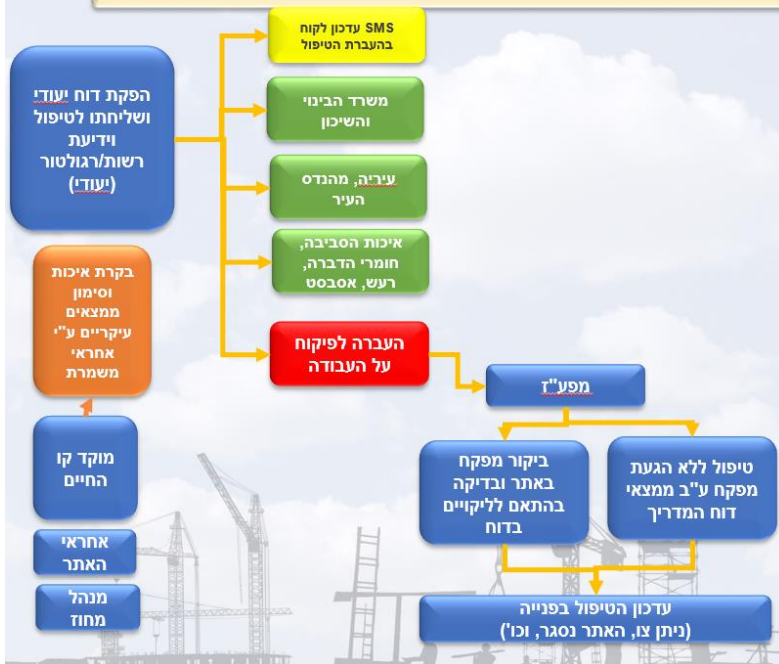 SMS עדכון לקוח
בהעברת הטיפול
הפקת דוח יעודי
ושליחתו לטיפול
וידיעת
רשות/רגולטור
(יעודי)
משרד הבינוי
והשיכון
עיריה, מהנדס
העיר
איכות הסביבה,
חומרי הדברה,
רעש, אסבסט
בקרת איכות
וסימון
ממצאים
עיקריים ע"י
אחראי
משמרת
העברה לפיקוח
על העבודה
מפע"ז
מוקד קו
החיים
טיפול ללא הגעת
מפקח ע"ב ממצאי
דוח המדריך
ביקור מפקח
באתר ובדיקה
בהתאם לליקויים
בדוח
אחראי
האתר
מנהל
מחוז
עדכון הטיפול בפנייה
(ניתן צו, האתר נסגר, וכו')